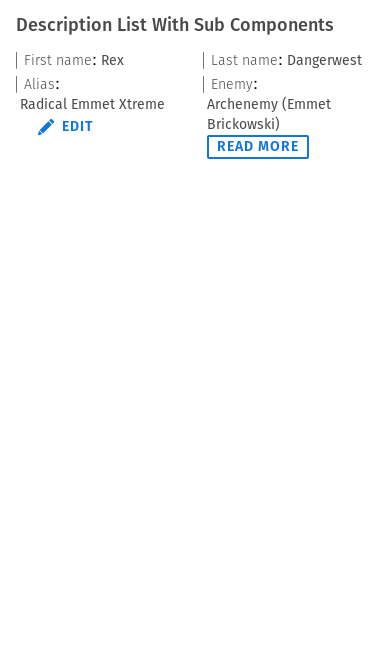 Description List With Sub Components
First name: Rex
Last name: Dangerwest
Alias:
Radical Emmet Xtreme
EDIT
Enemy:
Archenemy (Emmet
Brickowski)
READ MORE